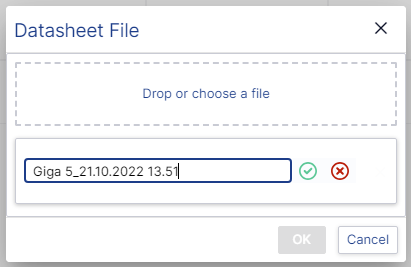 Datasheet File
Drop or choose a file
Giga 5_21.10.2022 13.51
OK
Cancel